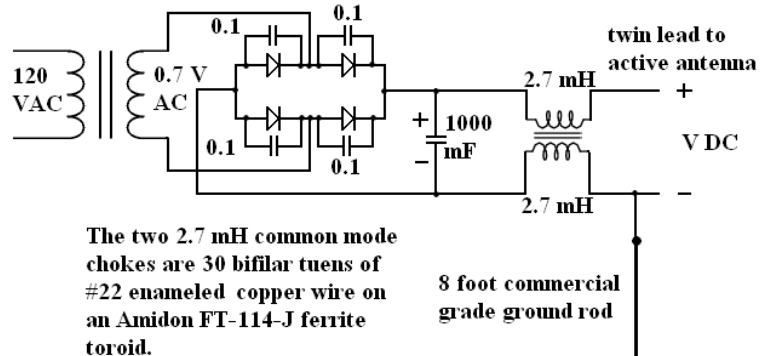 0.1
0.1
twin lead to
active antenna
120
VAC
0.7 V
AC
2.7 mH
+
+
1000
mF
V DC
0.1
0.1
−
−
2.7 mH
The two 2.7 mH common mode
chokes are 30 bifilar tuens of
#22 enameled copper wire on
an Amidon FT-114-J ferrite
toroid.
8 foot commercial
grade ground rod